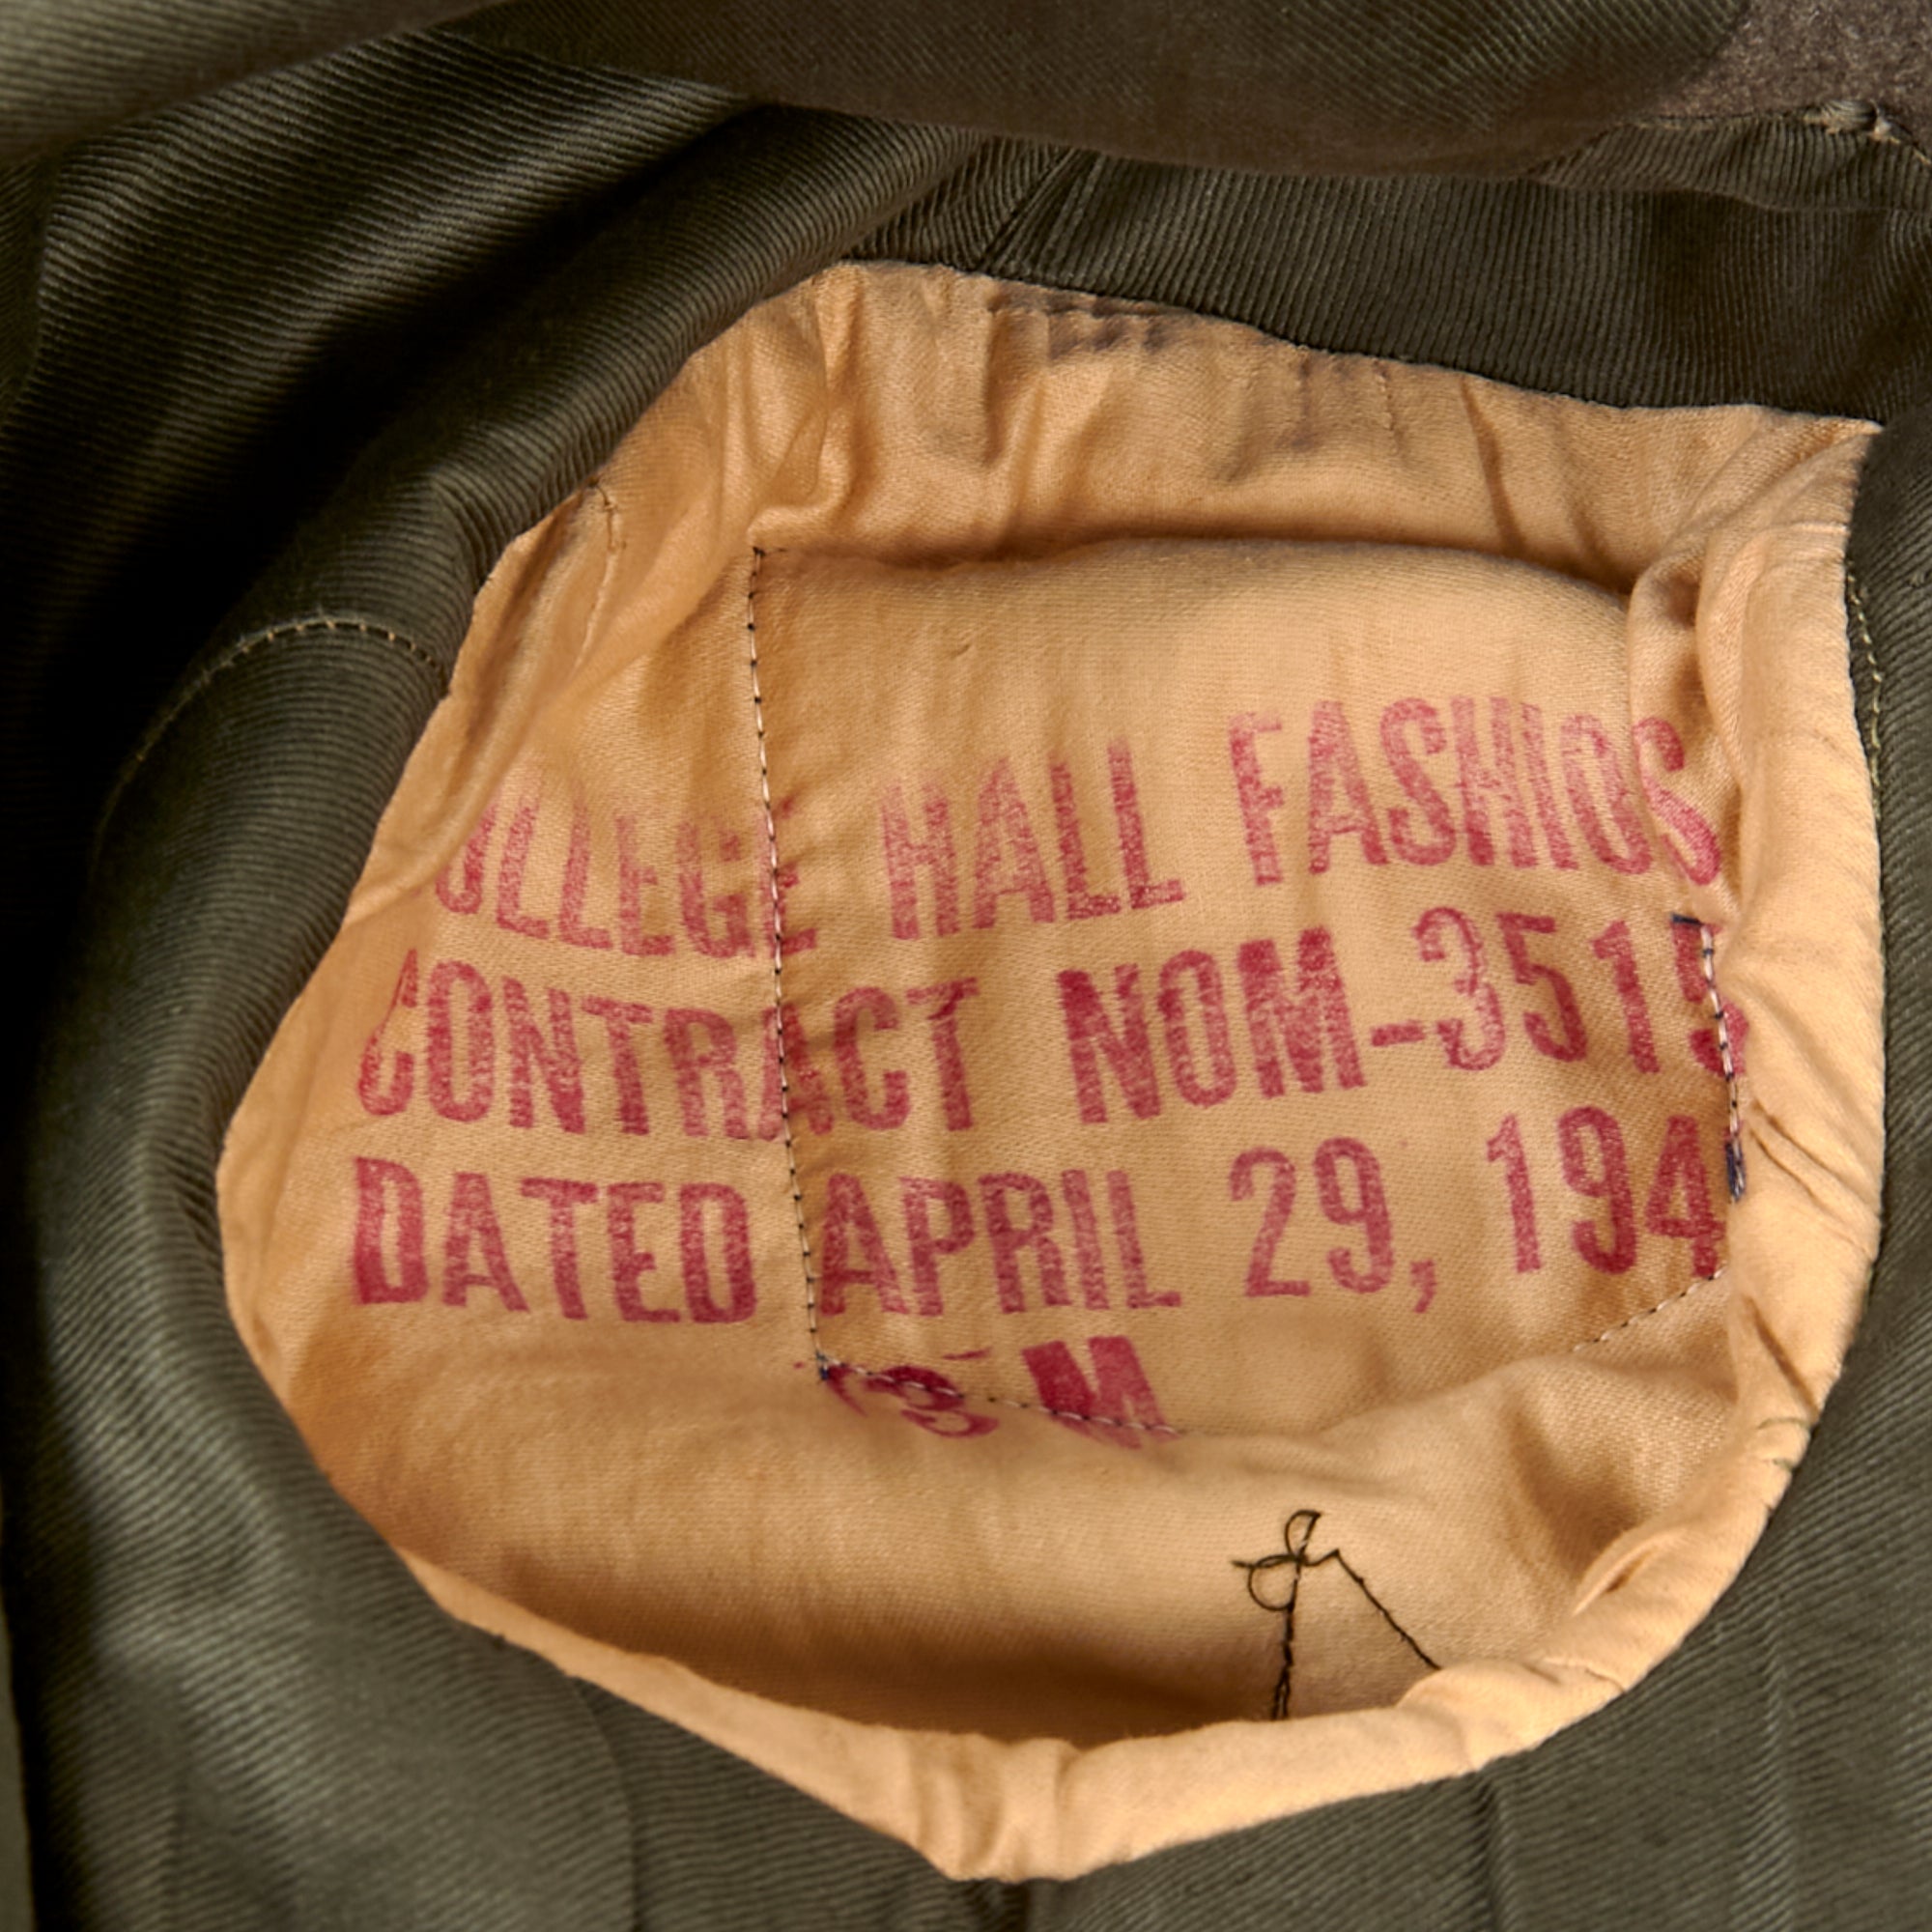 OLLEGE HALL FASHIOS
CONTRACT NOM-3515
DATED APRIL 29, 194
M